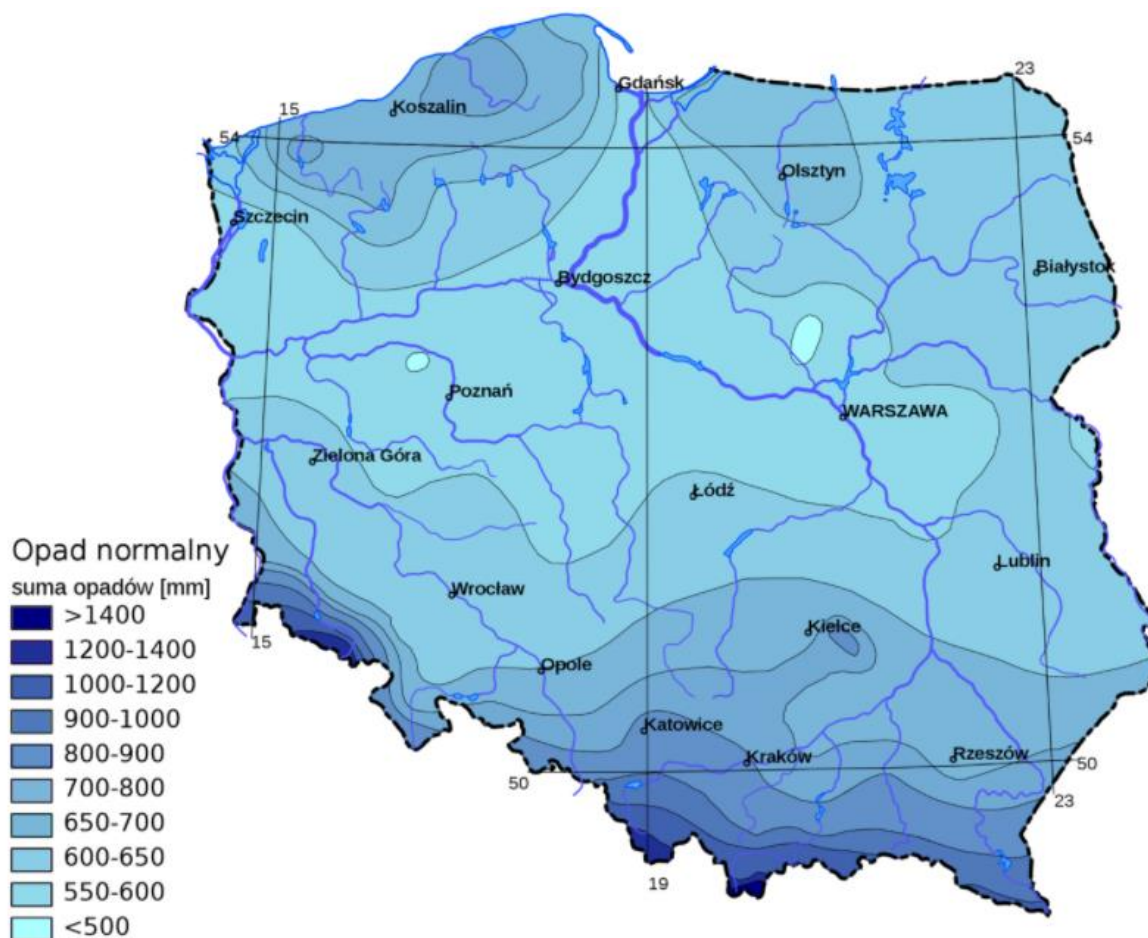 23
Gdańsk
15
Koszalin
54
54
Olsztyn
Szczecin
Białystok
Bydgoszcz
Poznań
WARSZAWA
Zielona Góra
Łódź
Opad normalny
suma opadów [mm]
>1400
1200-1400
1000-1200
900-1000
800-900
700-800
650-700
600-650
550-600
<500
Lublin
Wrocław
15
Kielce
Opole
Katowice
Kraków
Rzeszów
50
50
23
19